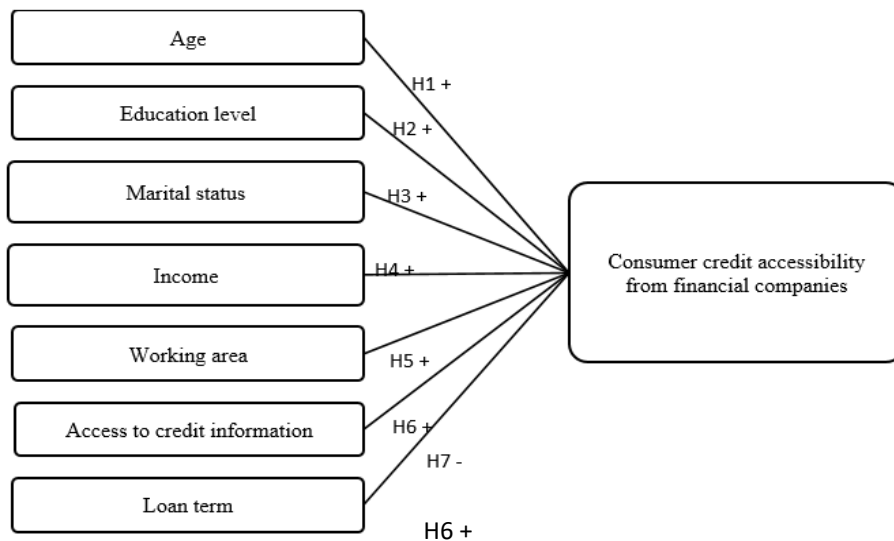 Age
H1 +
Education level
H2 +
Marital status
H3 +
Income
H4 +
Consumer credit accessibility
from financial companies
Working area
H5 +
Access to credit information
H6 +
H7 -
Loan term
H6 +